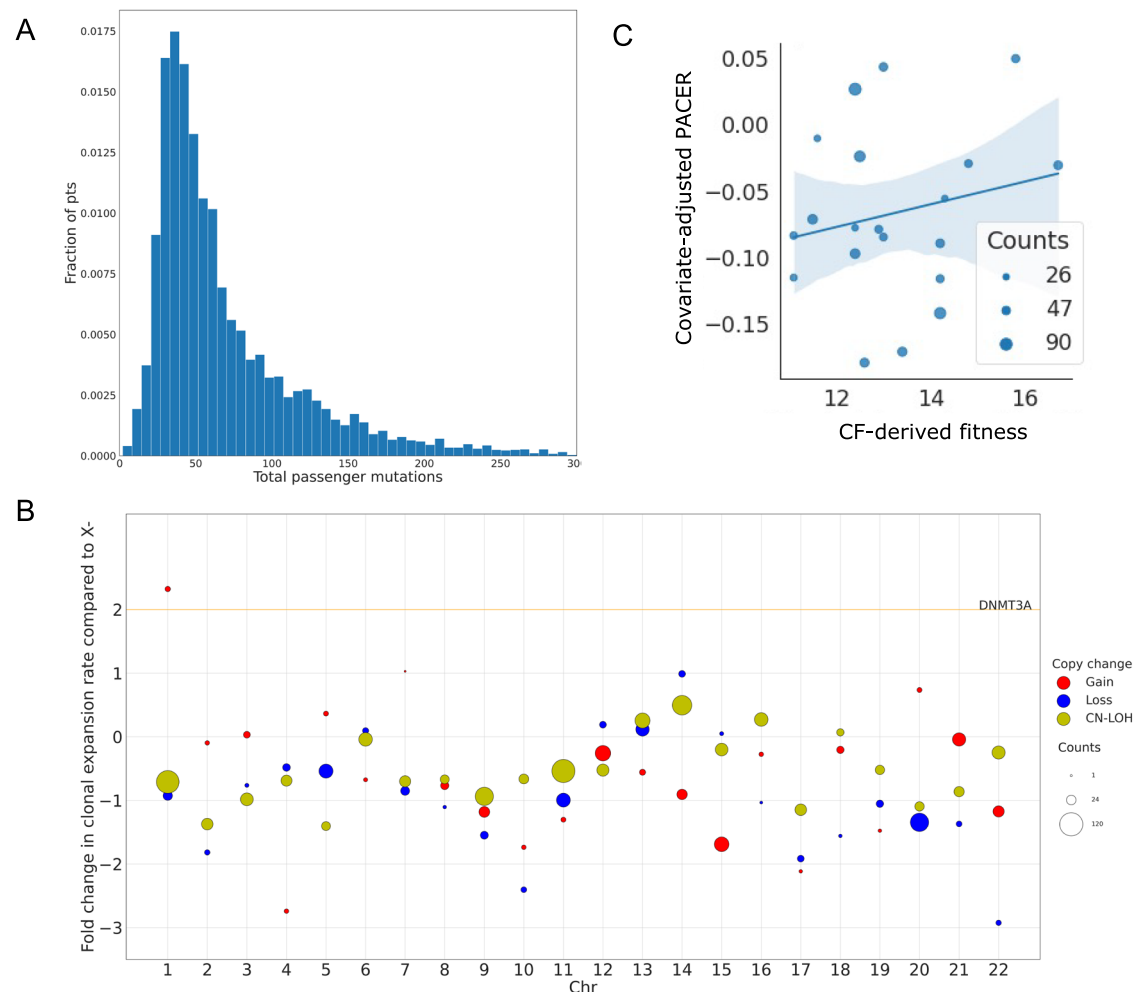 A
0.0175
0.0150
0.0125
0.0100
0.0075
0.0050
0.0025
0.0000
Fraction of pts
0 50 100 150 200 250 30
Total passenger mutations
C
0.05
0.00
−0.05
−0.10
−0.15
Covariate-adjusted PACER
Counts
26
47
90
12 14 16
CF-derived fitness
B
Fold change in clonal expansion rate compared to X-
2
1
0
−1
−2
−3
DNMT3A
Copy change
Gain
Loss
CN-LOH
Counts
1
24
120
1 2 3 4 5 6 7 8 9 10 11 12 13 14 15 16 17 18 19 20 21 22
Chr